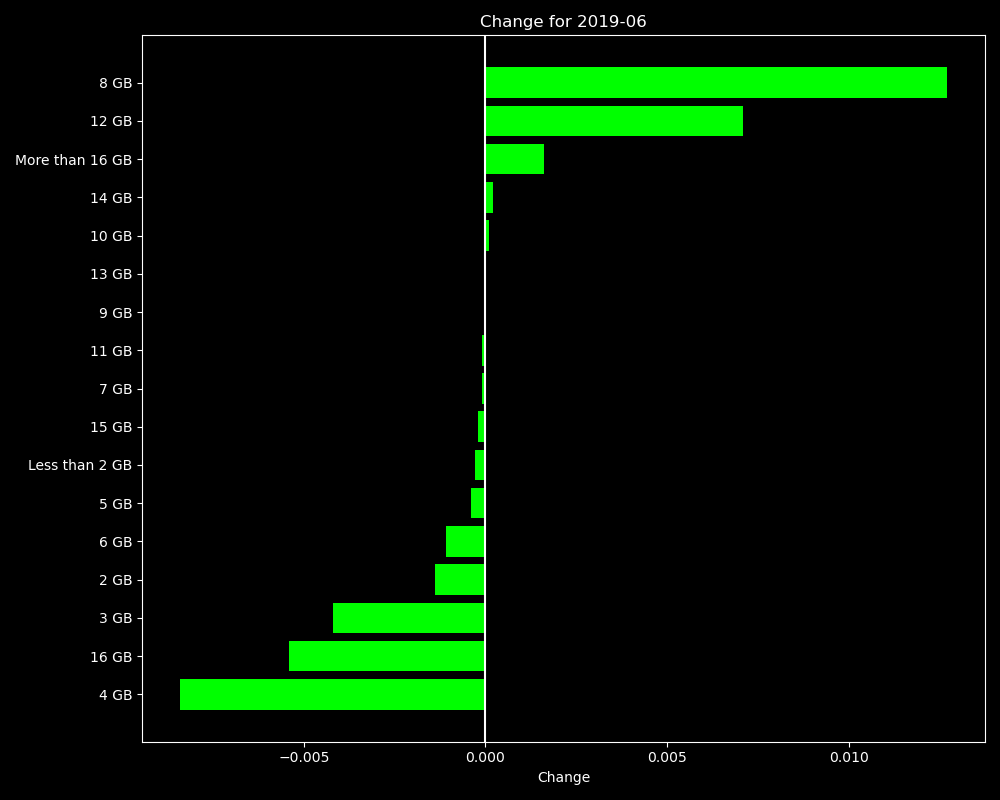 Change for 2019-06
8 GB
12 GB
More than 16 GB
14 GB
10 GB
13 GB
9 GB
11 GB
7 GB
15 GB
Less than 2 GB
5 GB
6 GB
2 GB
3 GB
16 GB
4 GB
−0.005 0.000 0.005 0.010
Change